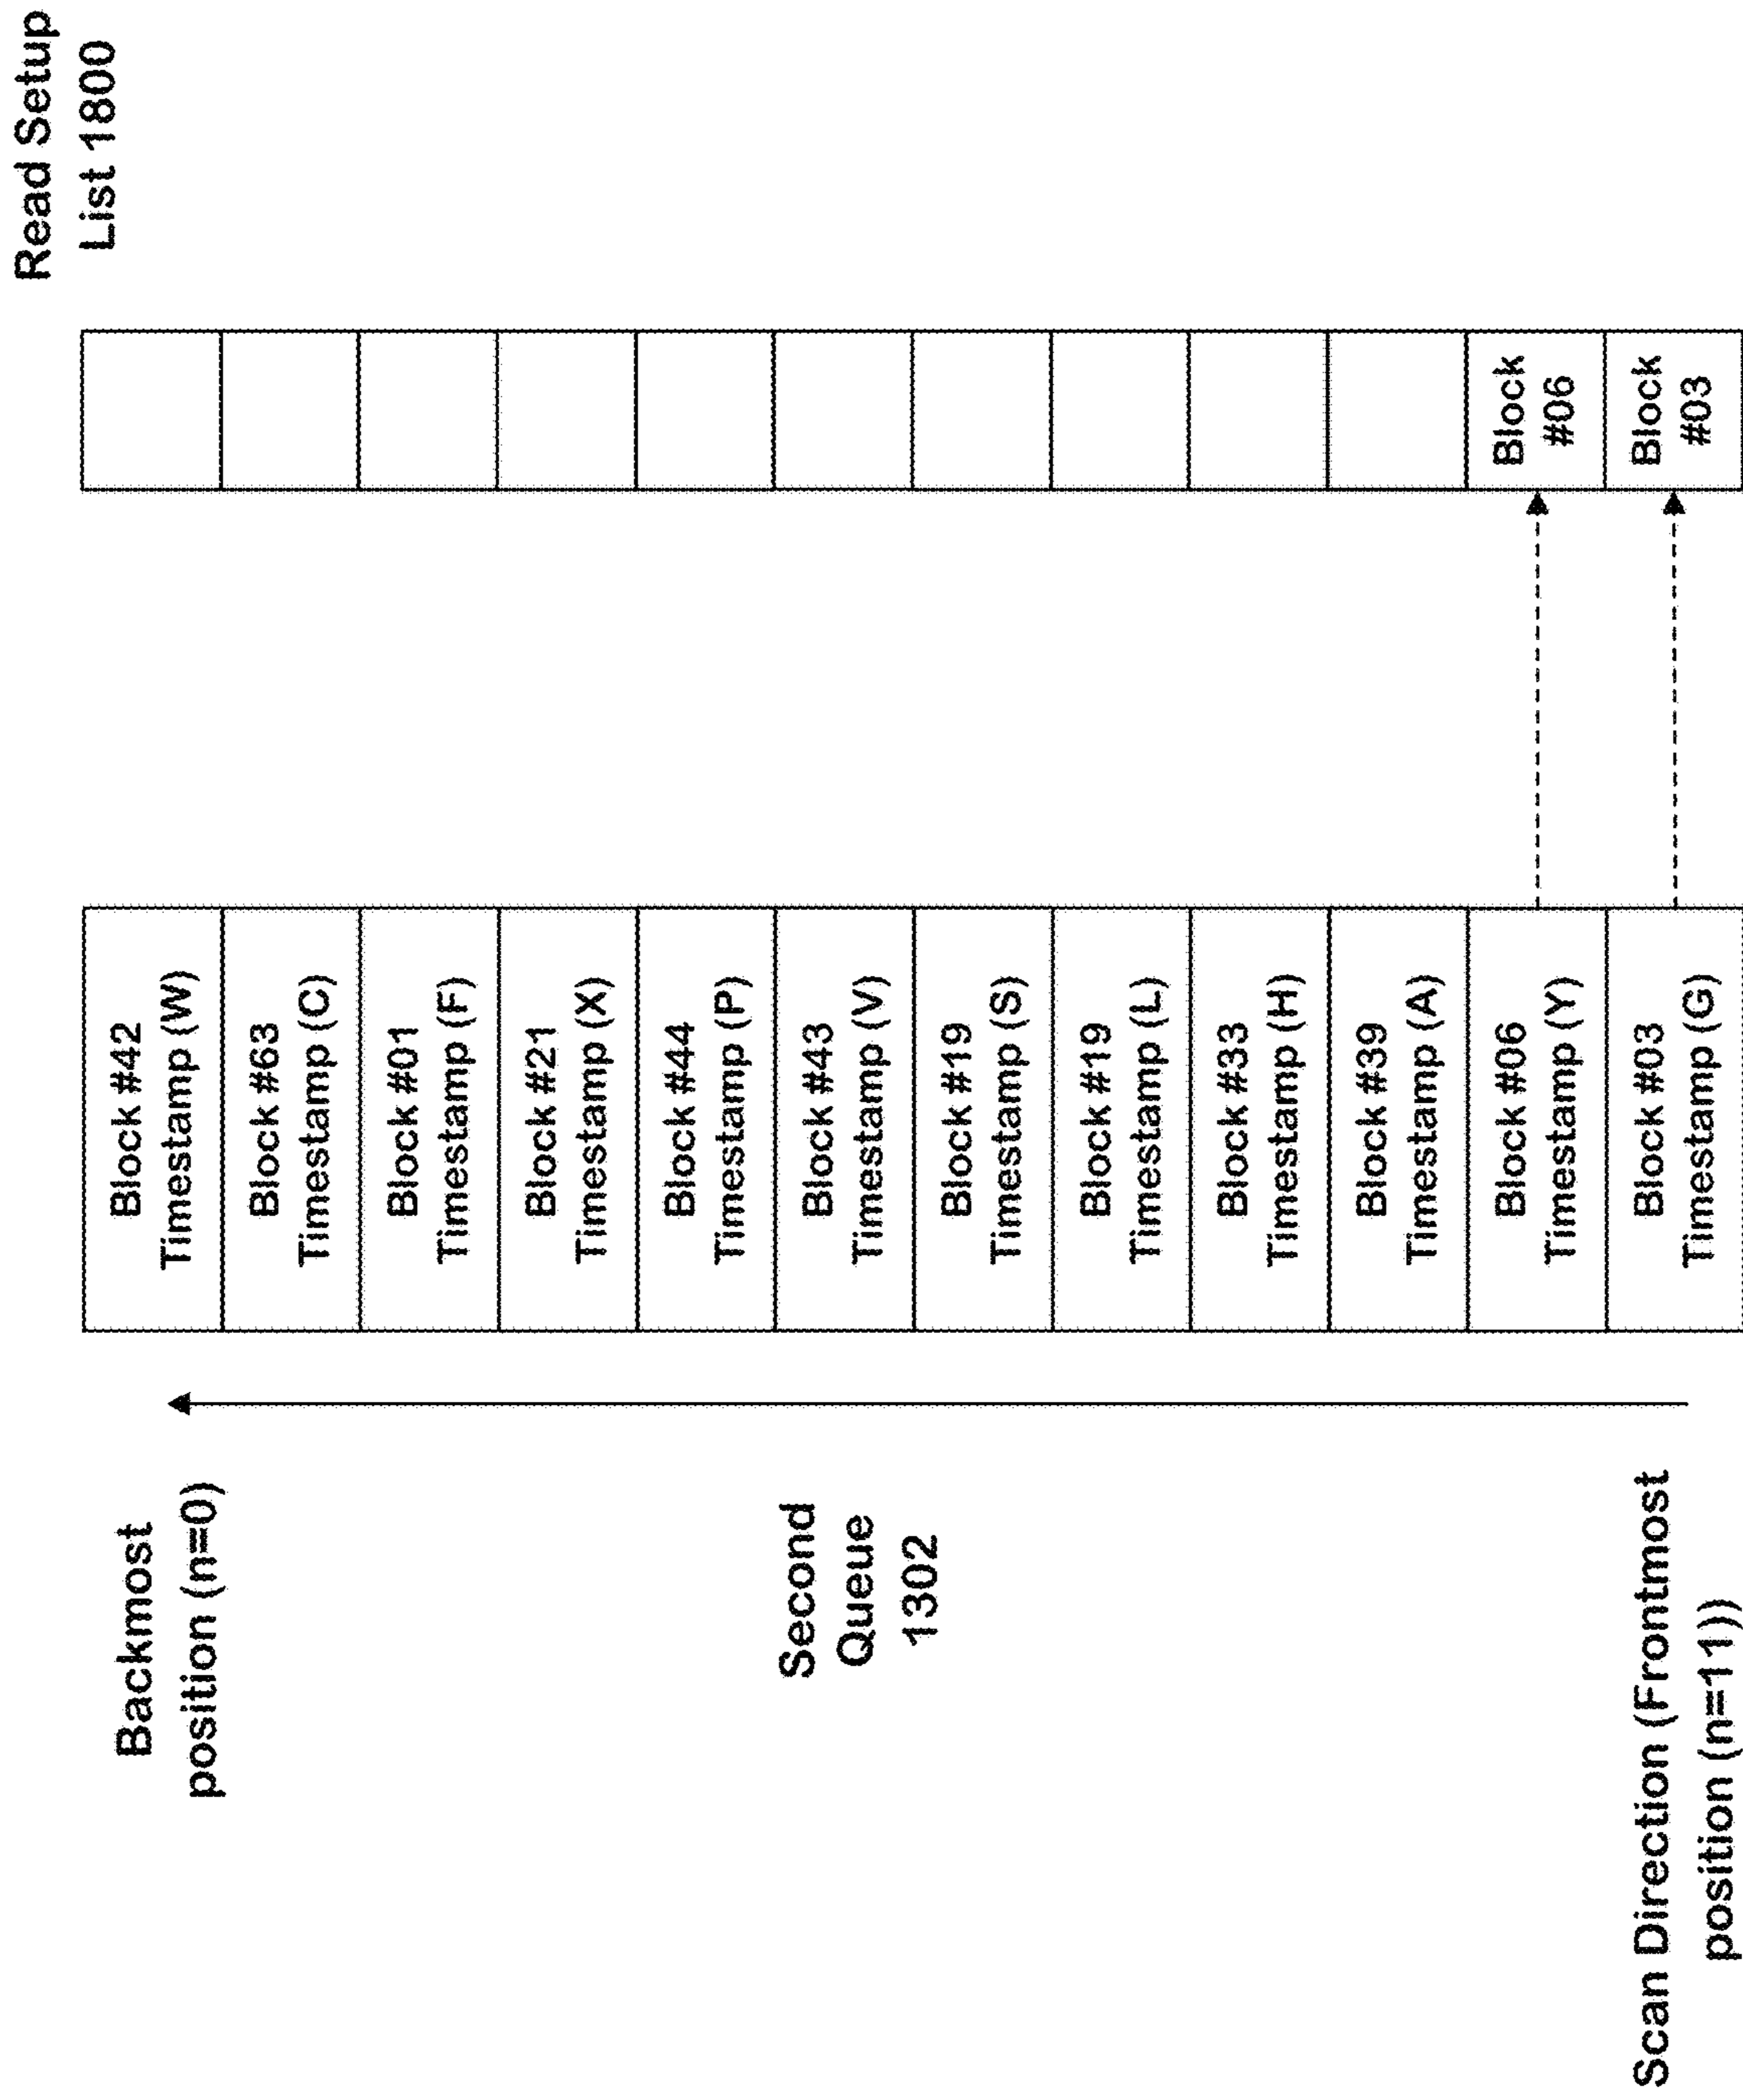 Read Setup
List 1800
Backmost
position (n=0)
Second
Queue
1302
Scan Direction (Frontmost
position (n=11))
Block #42
Timestamp (W)
Block #63
Timestamp (C)
Block #01
Timestamp (F)
Block #21
Timestamp (X)
Block #44
Timestamp (P)
Block #43
Timestamp (V)
Block #19
Timestamp (S)
Block #19
Timestamp (L)
Block #33
Timestamp (H)
Block #39
Timestamp (A)
Block #06
Timestamp (Y)
Block #03
Timestamp (G)
Block
#06
Block
#03